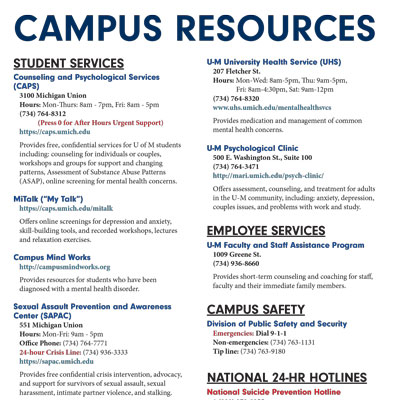 CAMPUS RESOURCES
STUDENT SERVICES
Counseling and Psychological Services
(CAPS)
3100 Michigan Union
Hours: Mon-Thurs: 8am - 7pm, Fri: 8am - 5pm
(734) 764-8312
(Press 0 for After Hours Urgent Support)
https://caps.umich.edu
Provides free, confidential services for U of M students
including: counseling for individuals or couples,
workshops and groups for support and changing
patterns, Assessment of Substance Abuse Patterns
(ASAP), online screening for mental health concerns.
MiTalk ("My Talk")
https://caps.umich.edu/mitalk
Offers online screenings for depression and anxiety,
skill-building tools, and recorded workshops, lectures
and relaxation exercises.
Campus Mind Works
http://campusmindworks.org
Provides resources for students who have been
diagnosed with a mental health disorder.
Sexual Assault Prevention and Awareness
Center (SAPAC)
551 Michigan Union
Hours: Mon-Fri: 9am - 5pm
Office Phone: (734) 764-7771
24-hour Crisis Line: (734) 936-3333
https://sapac.umich.edu
Provides free confidential crisis intervention, advocacy,
and support for survivors of sexual assault, sexual
harassment, intimate partner violence, and stalking.
U-M University Health Service (UHS)
207 Fletcher St.
Hours: Mon-Wed: 8am-5pm, Thu: 9am-5pm,
Fri: 8am-4:30pm, Sat: 9am-12pm
(734) 764-8320
www.uhs.umich.edu/mentalhealthsvcs
Provides medication and management of common
mental health concerns.
U-M Psychological Clinic
500 E. Washington St., Suite 100
(734) 764-3471
http://mari.umich.edu/psych-clinic/
Offers assessment, counseling, and treatment for adults
in the U-M community, including: anxiety, depression,
couples issues, and problems with work and study.
EMPLOYEE SERVICES
U-M Faculty and Staff Assistance Program
1009 Greene St.
(734) 936-8660
Provides short-term counseling and coaching for staff,
faculty and their immediate family members.
CAMPUS SAFETY
Division of Public Safety and Security
Emergencies: Dial 9-1-1
Non-emergencies: (734) 763-1131
Tip line: (734) 763-9180
NATIONAL 24-HR HOTLINES
National Suicide Prevention Hotline